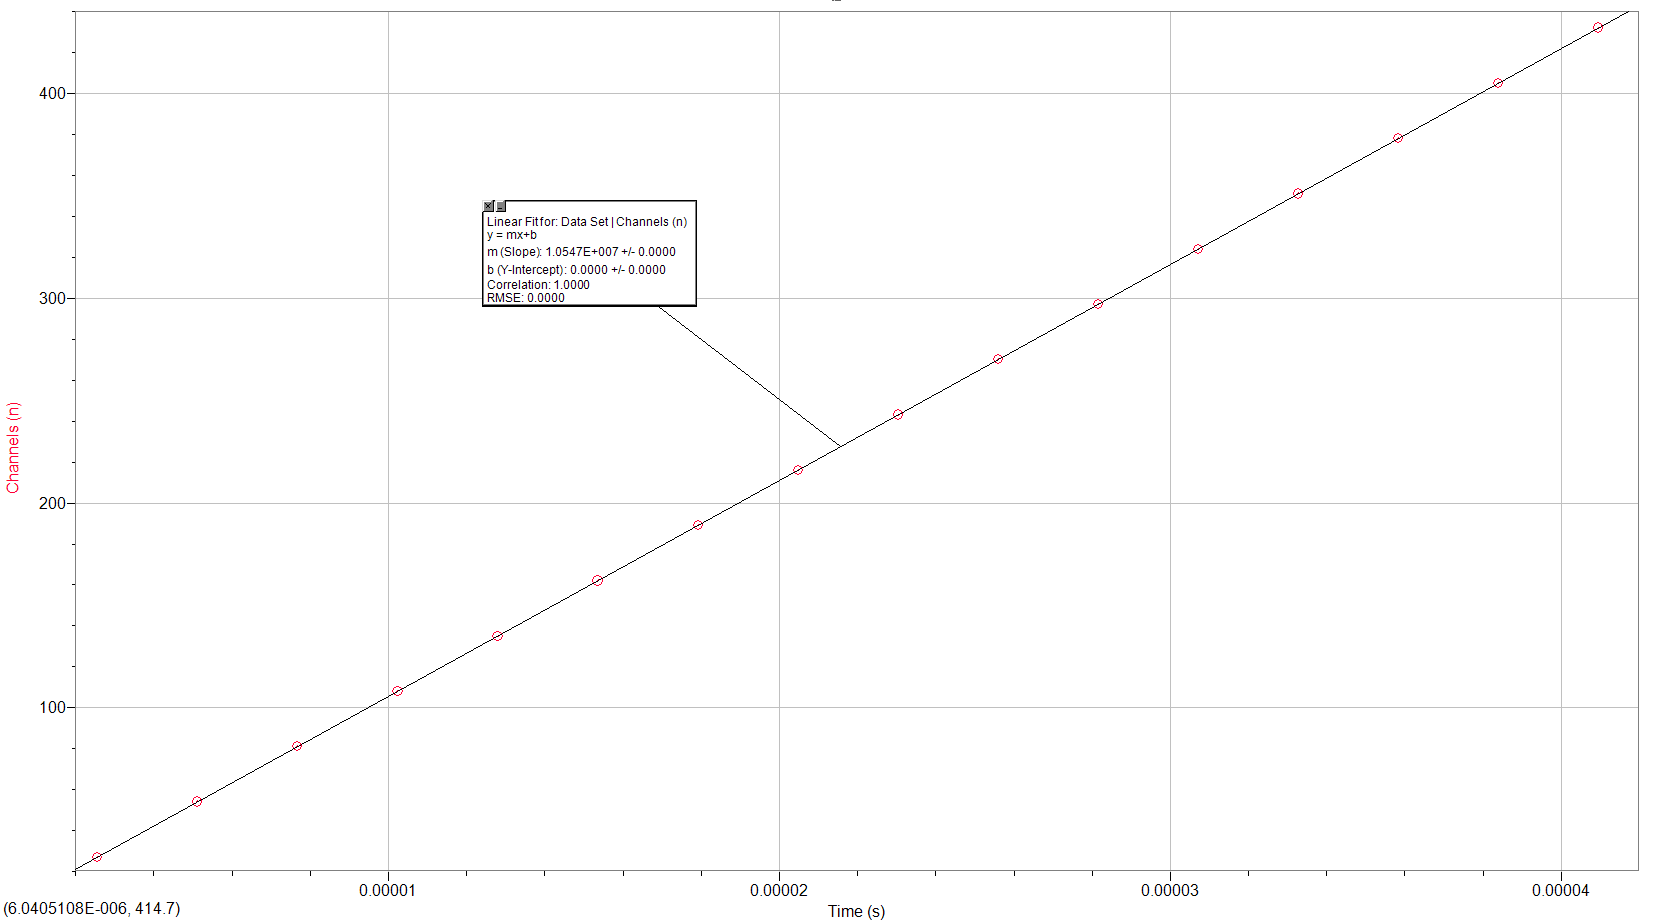 400
Linear Fit for: Data Set | Channels (n)
y = mx+b
m (Slope): 1.0547E+007 +/- 0.0000
b (Y-Intercept): 0.0000 +/- 0.0000
Correlation: 1.0000
RMSE: 0.0000
300
Channels (n)
200
100
0.00001 0.00002 0.00003 0.00004
(6.0405108E-006, 414.7)
Time (s)